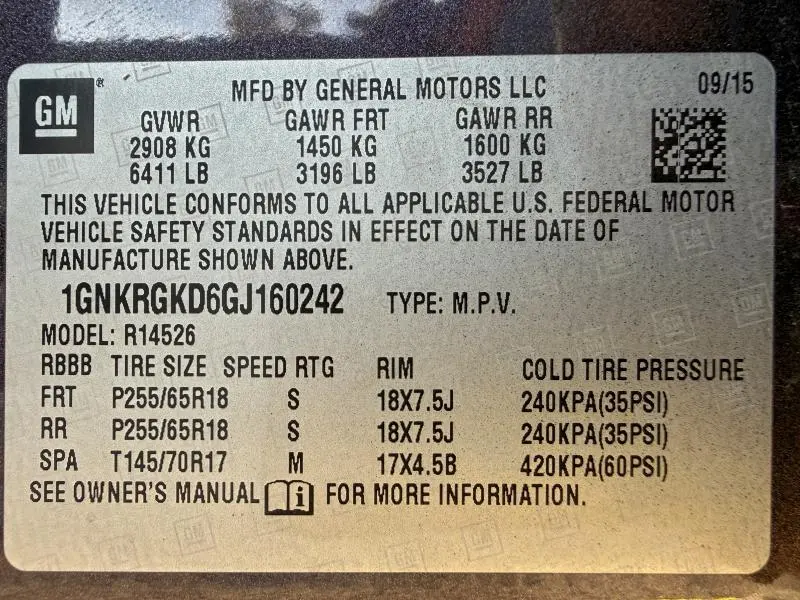 GM
MFD BY GENERAL MOTORS LLC 09/15
GVWR GAWR FRT GAWR RR
2908 KG 1450 KG 1600 KG
6411 LB 3196 LB 3527 LB
THIS VEHICLE CONFORMS TO ALL APPLICABLE U.S. FEDERAL MOTOR
VEHICLE SAFETY STANDARDS IN EFFECT ON THE DATE OF
MANUFACTURE SHOWN ABOVE.
1GNKRGKD6GJ160242 TYPE: M.P.V.
MODEL: R14526
RBBB TIRE SIZE SPEED RTG RIM COLD TIRE PRESSURE
FRT P255/65R18 S 18X7.5J 240KPA(35PSI)
RR P255/65R18 S 18X7.5J 240KPA(35PSI)
SPA T145/70R17 M 17X4.5B 420KPA(60PSI)
SEE OWNER'S MANUAL FOR MORE INFORMATION.